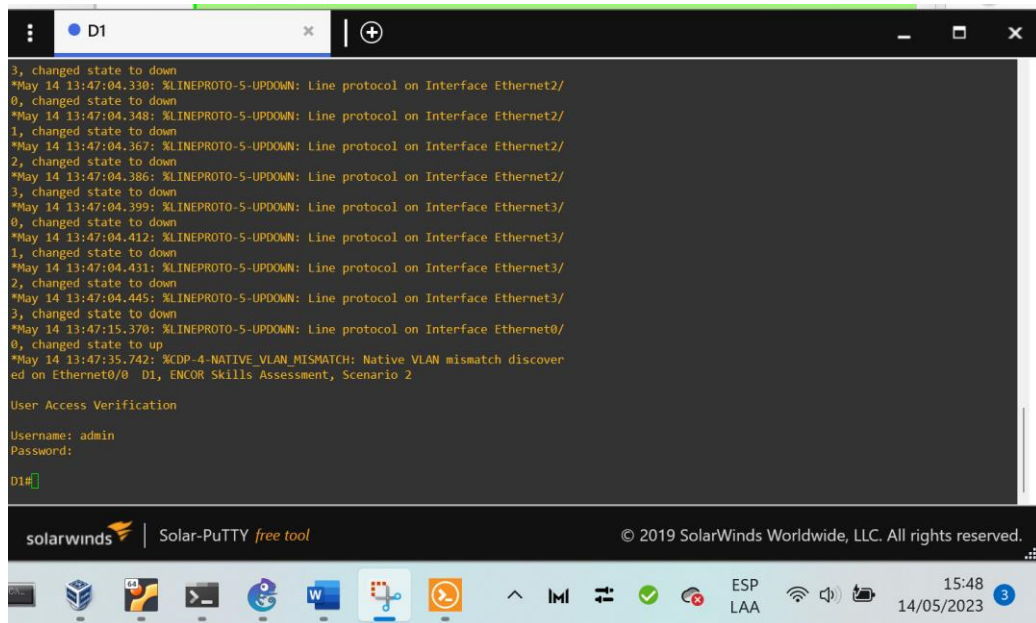 D1
3, changed state to down
*May 14 13:47:04.330: %LINEPROTO-5-UPDOWN: Line protocol on Interface Ethernet2/
0, changed state to down
*May 14 13:47:04.348: %LINEPROTO-5-UPDOWN: Line protocol on Interface Ethernet2/
1, changed state to down
*May 14 13:47:04.367: %LINEPROTO-5-UPDOWN: Line protocol on Interface Ethernet2/
2, changed state to down
*May 14 13:47:04.386: %LINEPROTO-5-UPDOWN: Line protocol on Interface Ethernet2/
3, changed state to down
*May 14 13:47:04.399: %LINEPROTO-5-UPDOWN: Line protocol on Interface Ethernet3/
0, changed state to down
*May 14 13:47:04.412: %LINEPROTO-5-UPDOWN: Line protocol on Interface Ethernet3/
1, changed state to down
*May 14 13:47:04.431: %LINEPROTO-5-UPDOWN: Line protocol on Interface Ethernet3/
2, changed state to down
*May 14 13:47:04.445: %LINEPROTO-5-UPDOWN: Line protocol on Interface Ethernet3/
3, changed state to down
*May 14 13:47:15.370: %LINEPROTO-5-UPDOWN: Line protocol on Interface Ethernet0/
0, changed state to up
*May 14 13:47:35.742: %CDP-4-NATIVE_VLAN_MISMATCH: Native VLAN mismatch discover
ed on Ethernet0/0  D1, ENCOR Skills Assessment, Scenario 2
User Access Verification
Username: admin
Password:
D1#
solarwinds | Solar-PuTTY free tool © 2019 SolarWinds Worldwide, LLC. All rights reserved.
64 W ESP 15:48
LAA 14/05/2023 3